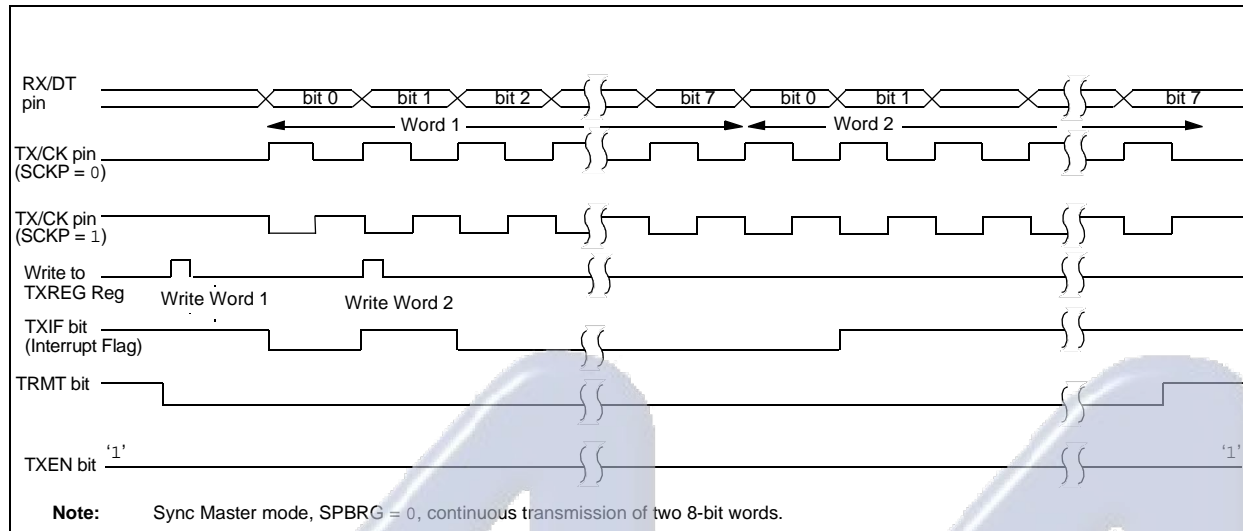 RX/DT
pin
bit 0 bit 1 bit 2 bit 7 bit 0 bit 1 bit 7
Word 1 Word 2
TX/CK pin
(SCKP = 0)
TX/CK pin
(SCKP = 1)
Write to
TXREG Reg
Write Word 1 Write Word 2
TXIF bit
(Interrupt Flag)
TRMT bit
TXEN bit '1' '1'
Note: Sync Master mode, SPBRG = 0, continuous transmission of two 8-bit words.